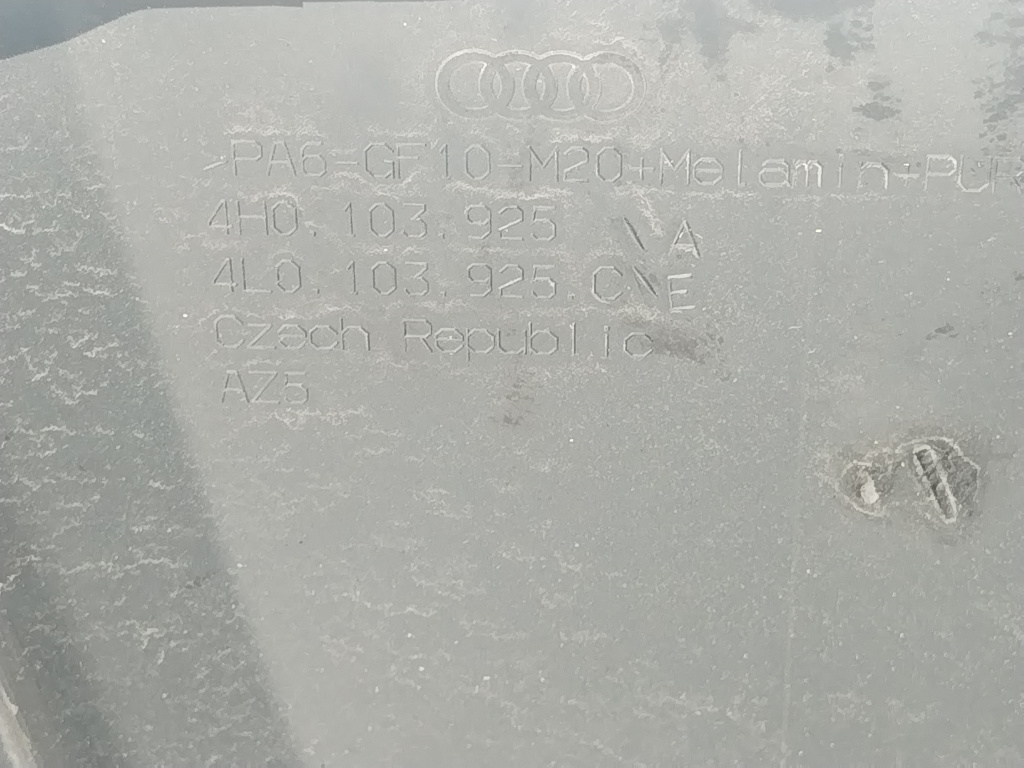 >PA6-GF10-M20+Melamin+PUR
4H0.103.925 \ A
4L0.103.925.C\E
Czech Republic
AZ5